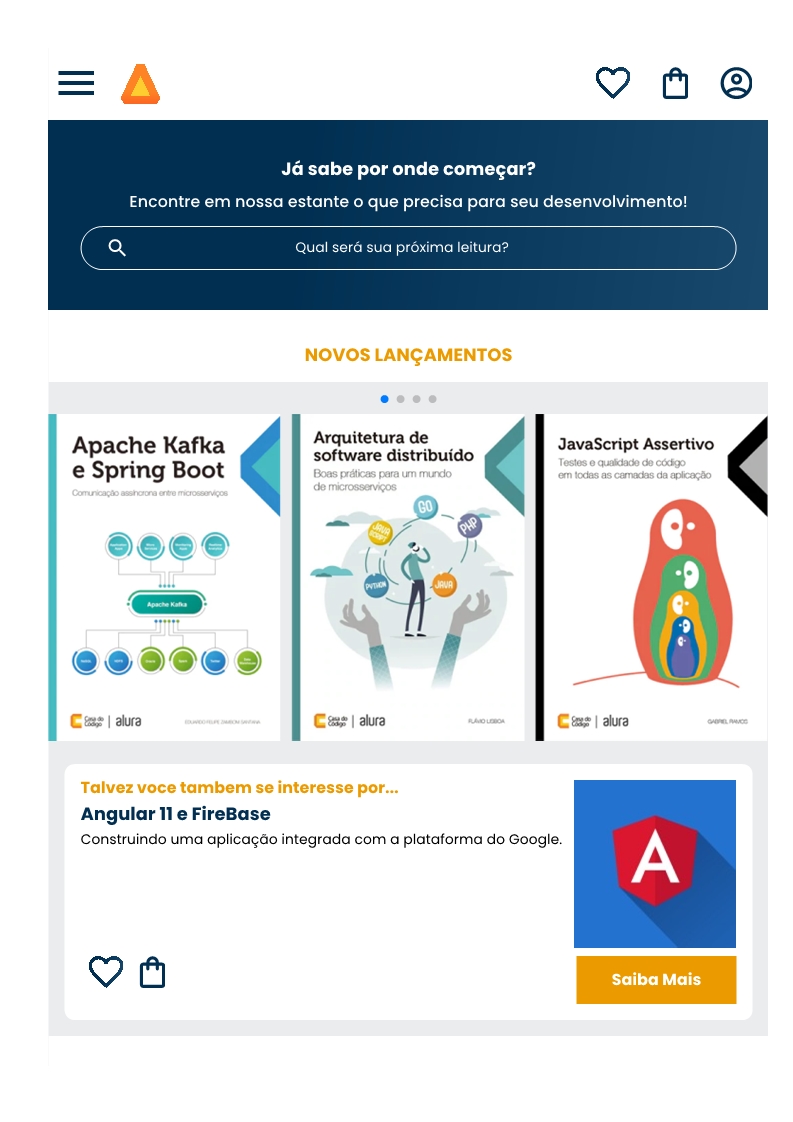 Já sabe por onde começar?
Encontre em nossa estante o que precisa para seu desenvolvimento!
Qual será sua próxima leitura?
NOVOS LANÇAMENTOS
Apache Kafka
e Spring Boot
Comunicação assíncrona entre microsserviços
Apache Kafka
Casa do
Código
alura
EDUARDO FELIPE ZAMBOM SANTANA
Arquitetura de
software distribuído
Boas práticas para um mundo
de microsserviços
GO
JAVA
SCRIPT
PHP
PYTHON
JAVA
Casa do
Código
alura
FLÁVIO LISBOA
JavaScript Assertivo
Testes e qualidade de código
em todas as camadas da aplicação
Casa do
Código
alura
GABRIEL RAMOS
Talvez voce tambem se interesse por...
Angular 11 e FireBase
Construindo uma aplicação integrada com a plataforma do Google.
A
Saiba Mais